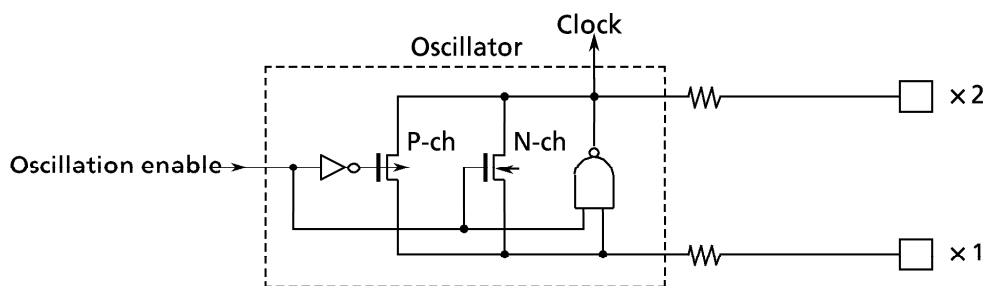 Clock
Oscillator
×2
P-ch
N-ch
Oscillation enable
×1